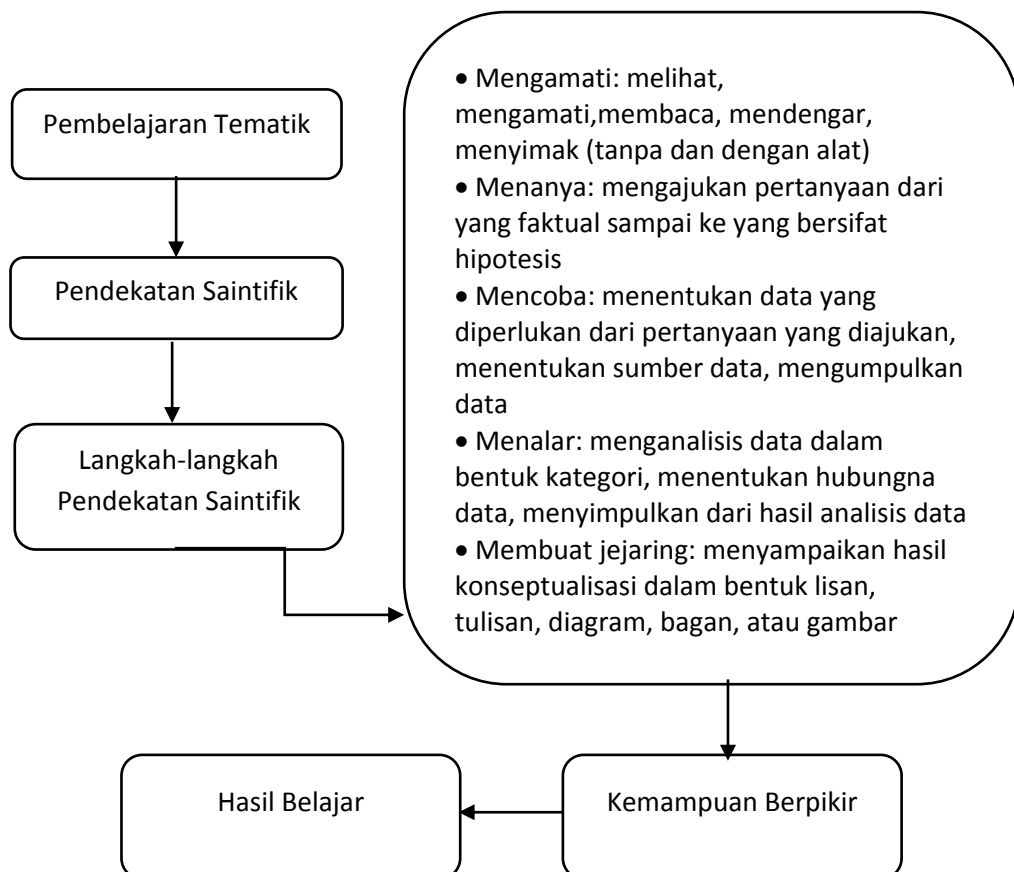 Pembelajaran Tematik
Pendekatan Saintifik
Langkah-langkah
Pendekatan Saintifik
• Mengamati: melihat,
mengamati,membaca, mendengar,
menyimak (tanpa dan dengan alat)
• Menanya: mengajukan pertanyaan dari
yang faktual sampai ke yang bersifat
hipotesis
• Mencoba: menentukan data yang
diperlukan dari pertanyaan yang diajukan,
menentukan sumber data, mengumpulkan
data
• Menalar: menganalisis data dalam
bentuk kategori, menentukan hubungna
data, menyimpulkan dari hasil analisis data
• Membuat jejaring: menyampaikan hasil
konseptualisasi dalam bentuk lisan,
tulisan, diagram, bagan, atau gambar
Kemampuan Berpikir
Hasil Belajar